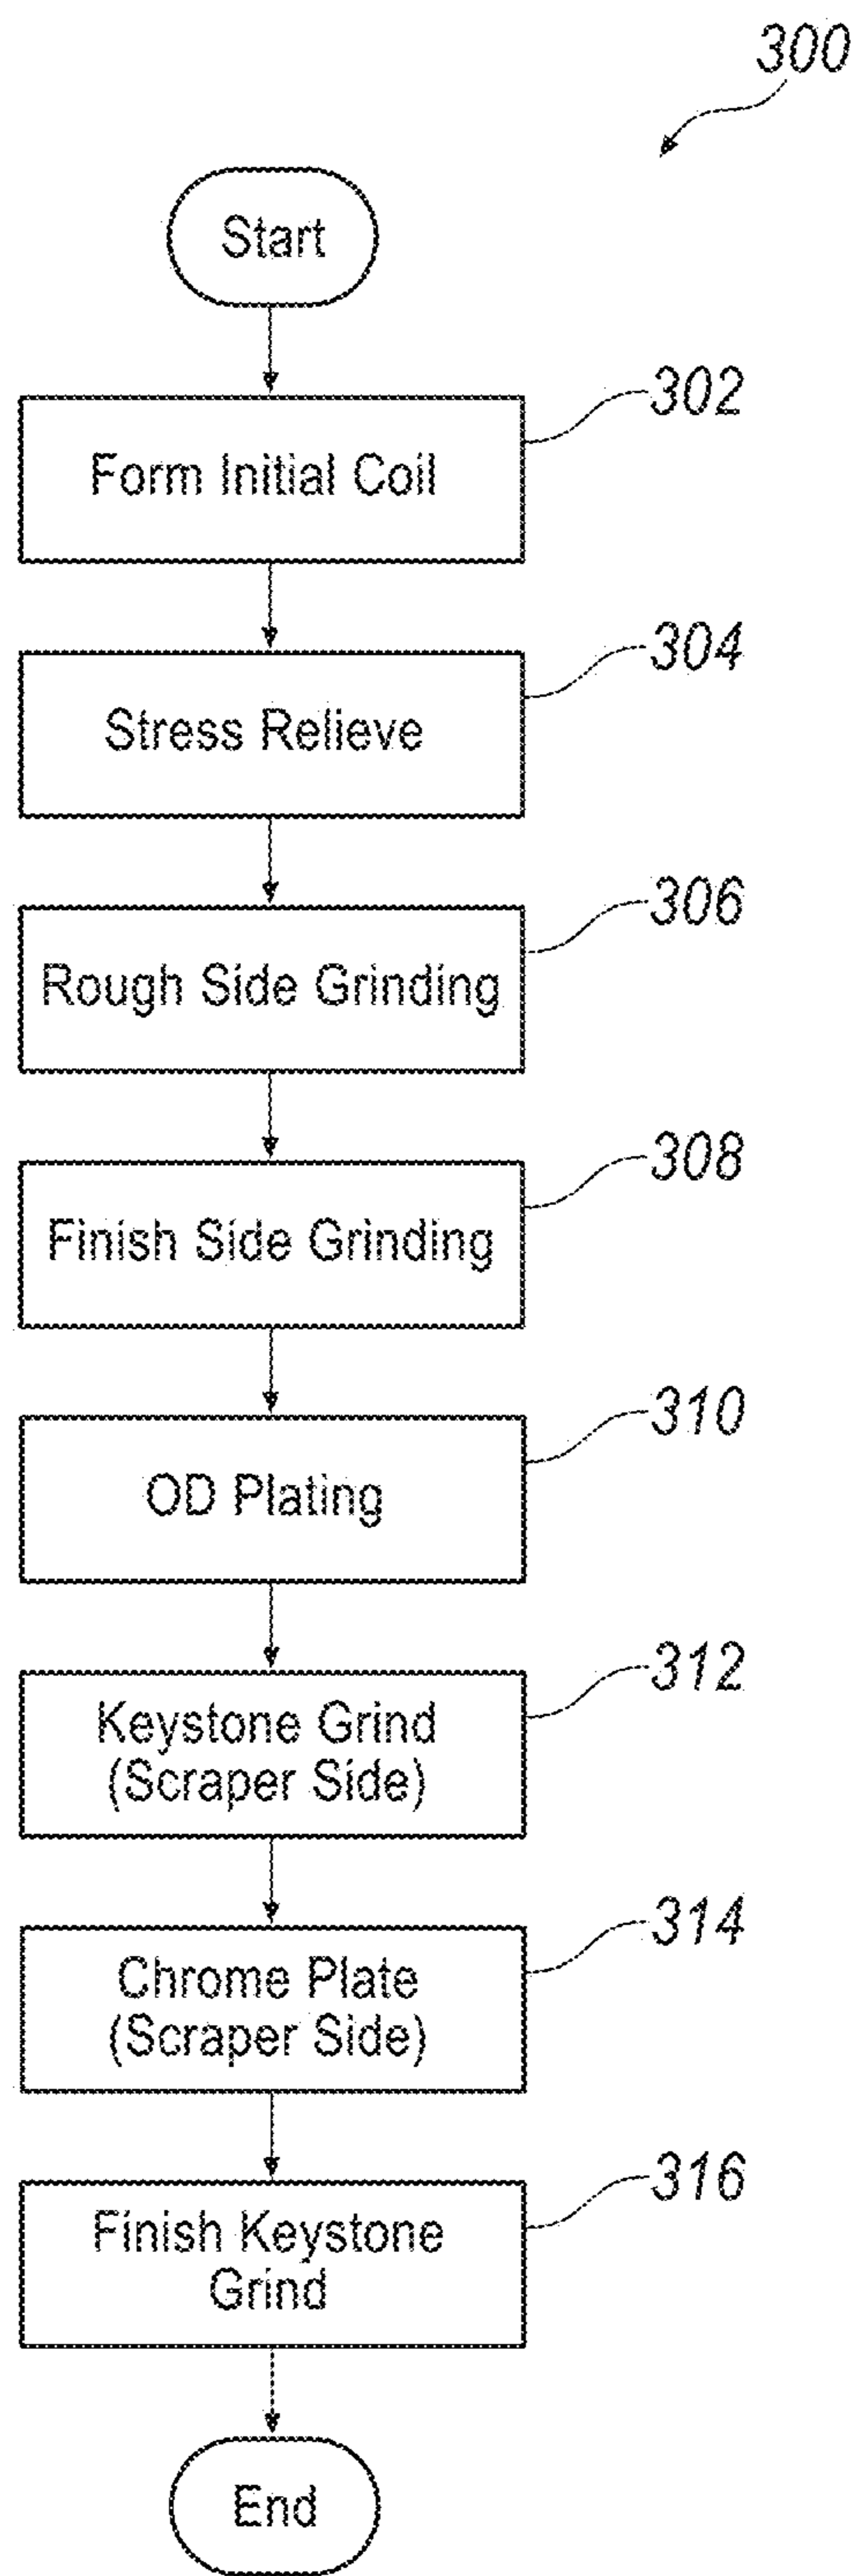 300
Start
302
Form Initial Coil
304
Stress Relieve
306
Rough Side Grinding
308
Finish Side Grinding
310
OD Plating
312
Keystone Grind
(Scraper Side)
314
Chrome Plate
(Scraper Side)
316
Finish Keystone
Grind
End